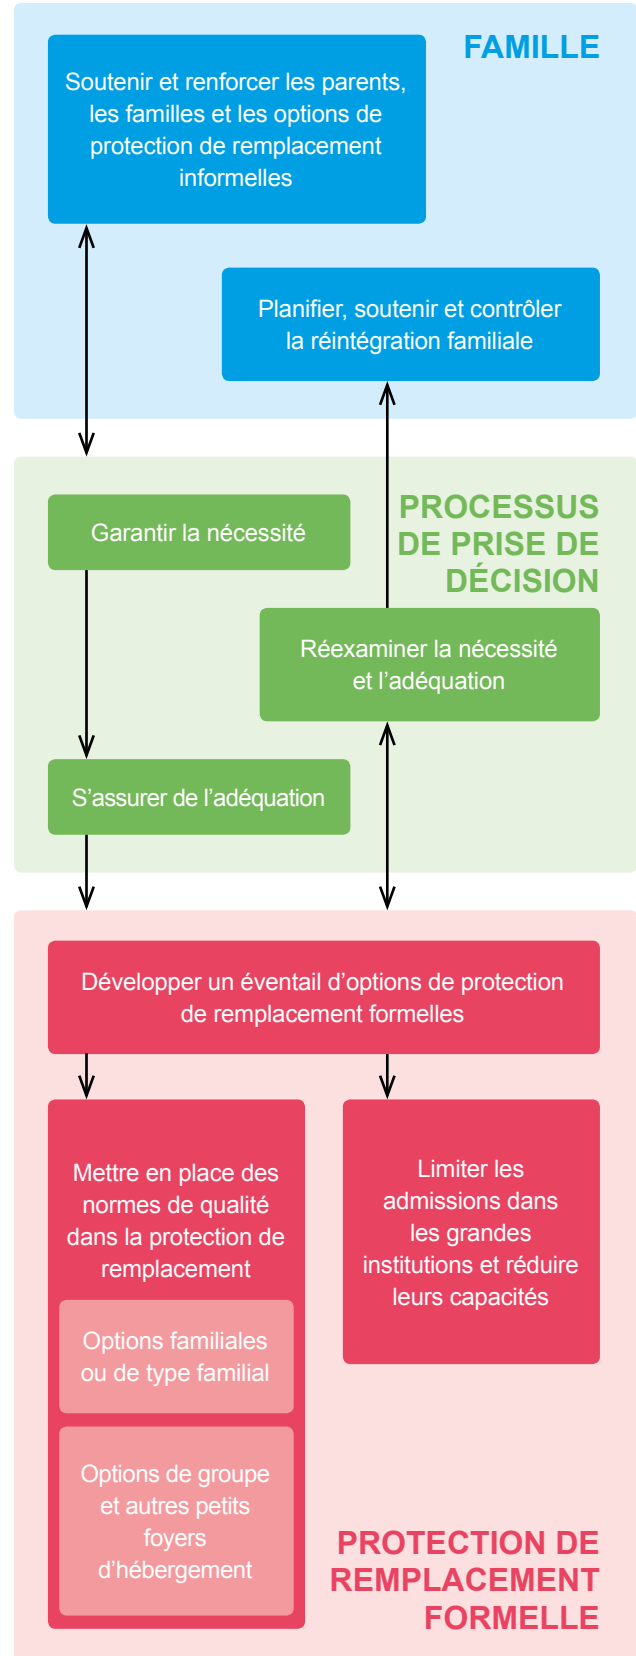 FAMILLE
Soutenir et renforcer les parents,
les familles et les options de
protection de remplacement
informelles
Planifier, soutenir et contrôler
la réintégration familiale
PROCESSUS
DE PRISE DE
DÉCISION
Garantir la nécessité
Réexaminer la nécessité
et l’adéquation
S’assurer de l’adéquation
Développer un éventail d’options de protection
de remplacement formelles
Mettre en place des
normes de qualité
dans la protection de
remplacement
Options familiales
ou de type familial
Options de groupe
et autres petits
foyers
d’hébergement
Limiter les
admissions dans
les grandes
institutions et réduire
leurs capacités
PROTECTION DE
REMPLACEMENT
FORMELLE